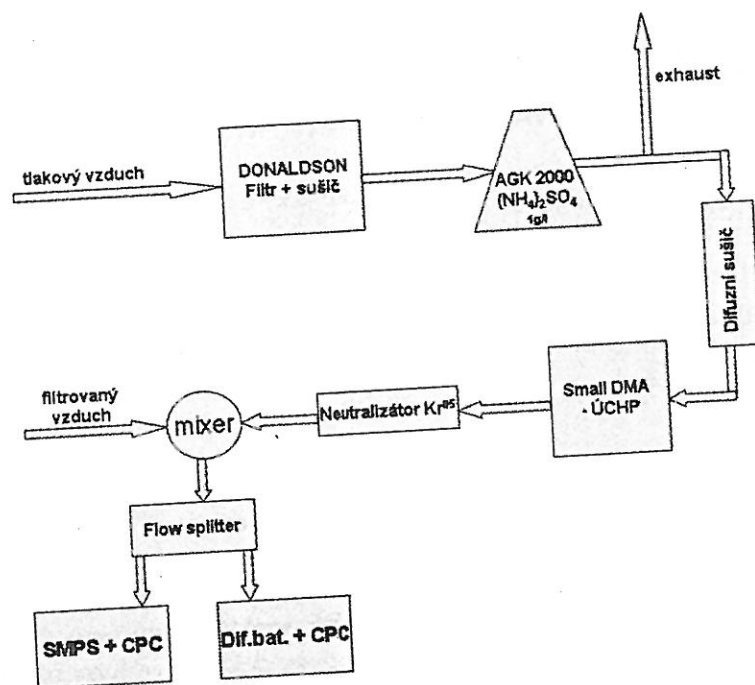 exhaust
tlakový vzduch
DONALDSON
Filtr + sušič
AGK 2000
(NH₄)₂SO₄
1g/l
Difuzní sušič
Small DMA
- ÚCHP
Neutralizátor Kr⁸⁵
filtrovaný
vzduch
mixer
Flow splitter
SMPS + CPC
Dif.bat. + CPC